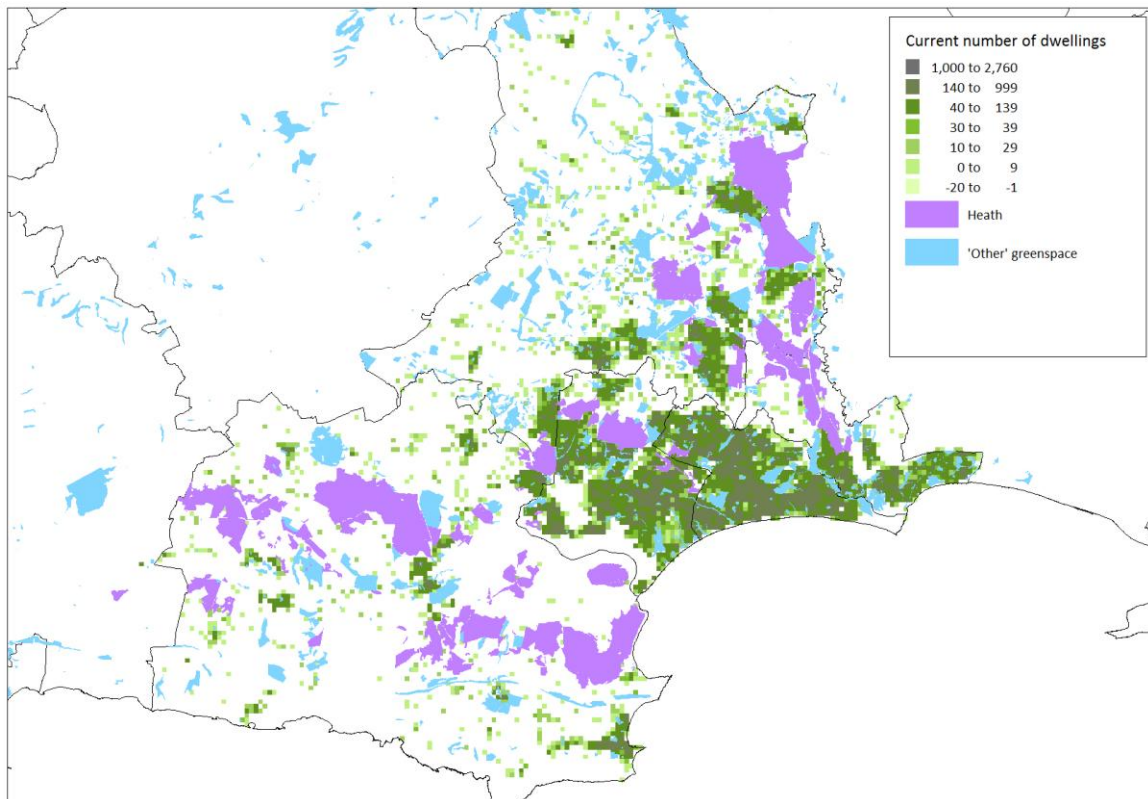 Current number of dwellings
1,000 to 2,760
140 to 999
40 to 139
30 to 39
10 to 29
0 to 9
-20 to -1
Heath
'Other' greenspace